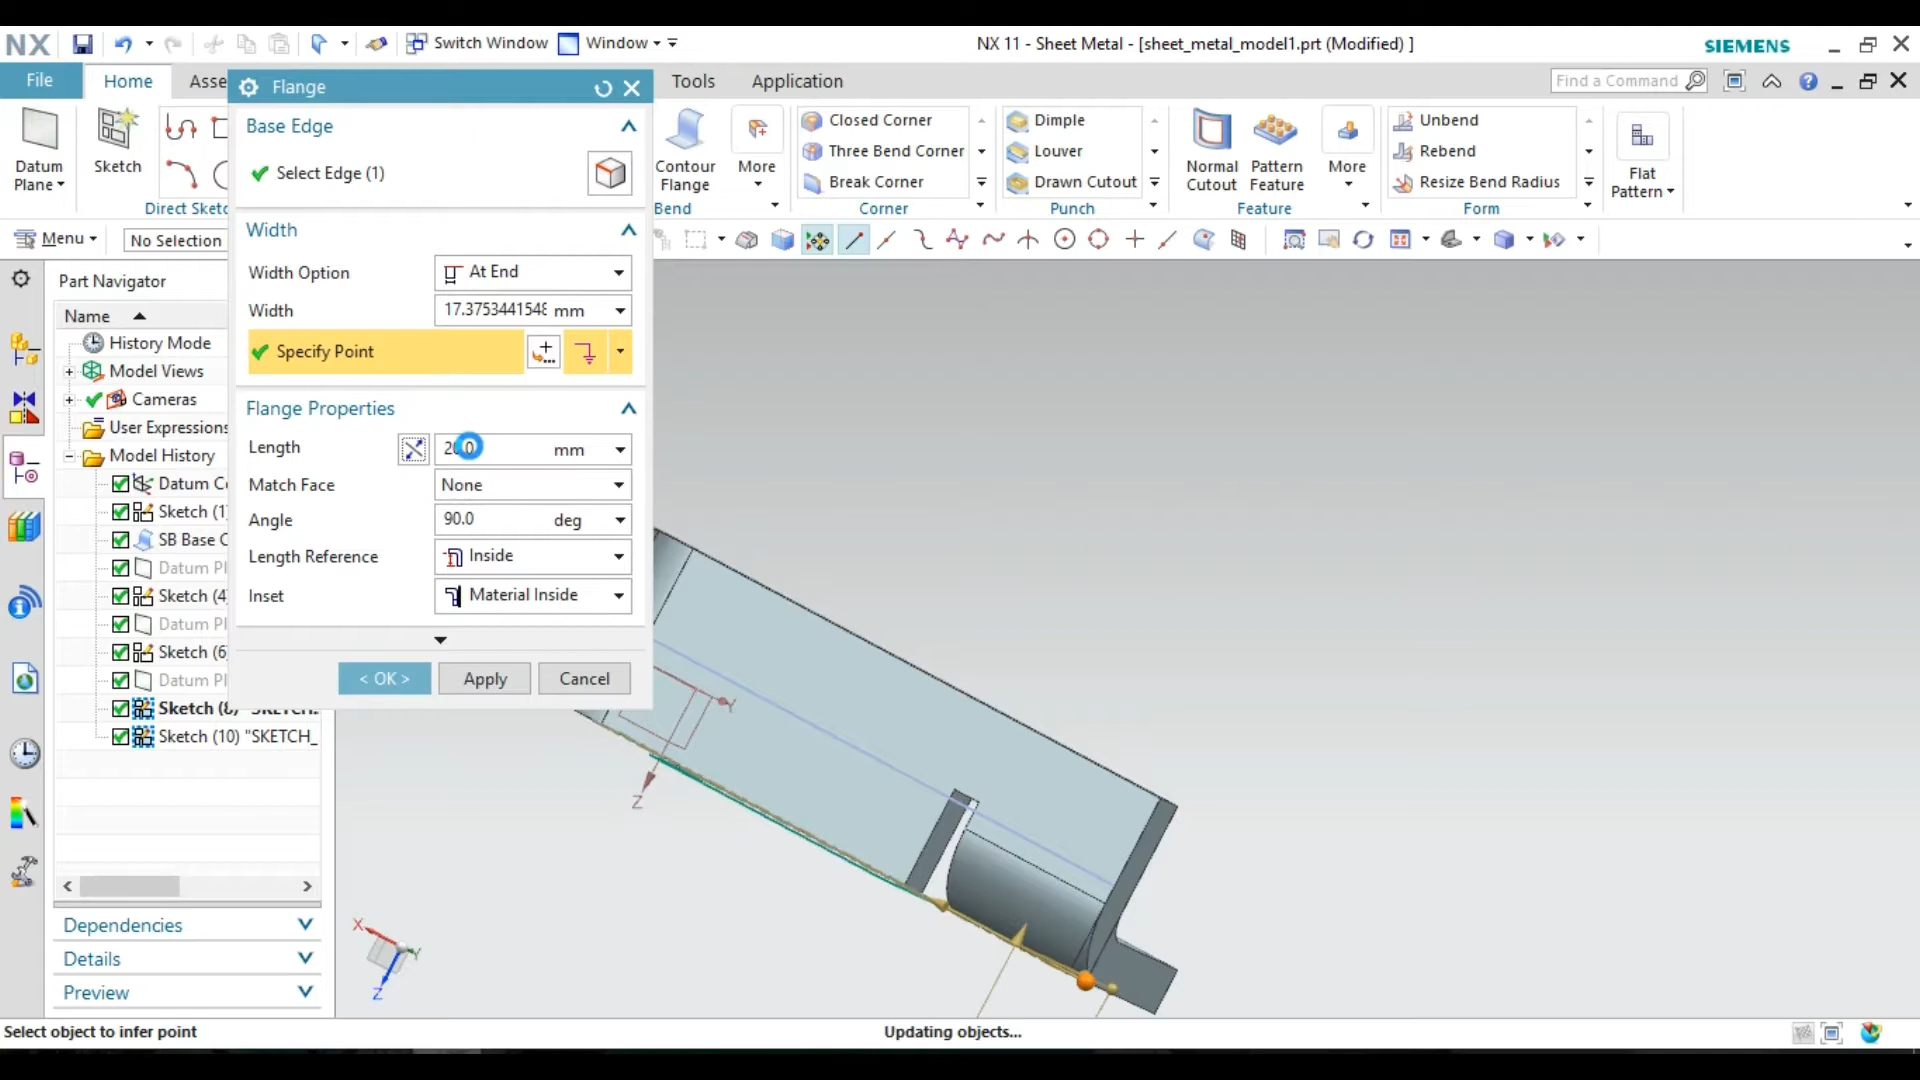 NX
Switch Window
Window
NX 11 - Sheet Metal - [sheet_metal_model1.prt (Modified) ]
SIEMENS
File
Home
Asse
Flange
Tools
Application
Find a Command
Datum Plane
Sketch
Direct Sketc
Contour Flange
More
Bend
Closed Corner
Three Bend Corner
Break Corner
Corner
Dimple
Louver
Drawn Cutout
Punch
Normal Cutout
Pattern Feature
More
Feature
Unbend
Rebend
Resize Bend Radius
Form
Flat Pattern
Menu
No Selection
Base Edge
Select Edge (1)
Width
Width Option
At End
Width
17.3753441548 mm
Specify Point
Flange Properties
Length
mm
Match Face
None
Angle
90.0 deg
Length Reference
Inside
Inset
Material Inside
< OK >
Apply
Cancel
Part Navigator
Name
History Mode
Model Views
Cameras
User Expressions
Model History
Datum C
Sketch (1)
SB Base C
Datum Pl
Sketch (4)
Datum Pl
Sketch (6)
Datum Pl
Sketch (8) "SKETCH
Sketch (10) "SKETCH_
Dependencies
Details
Preview
Y
Z
X
Y
Z
Select object to infer point
Updating objects...